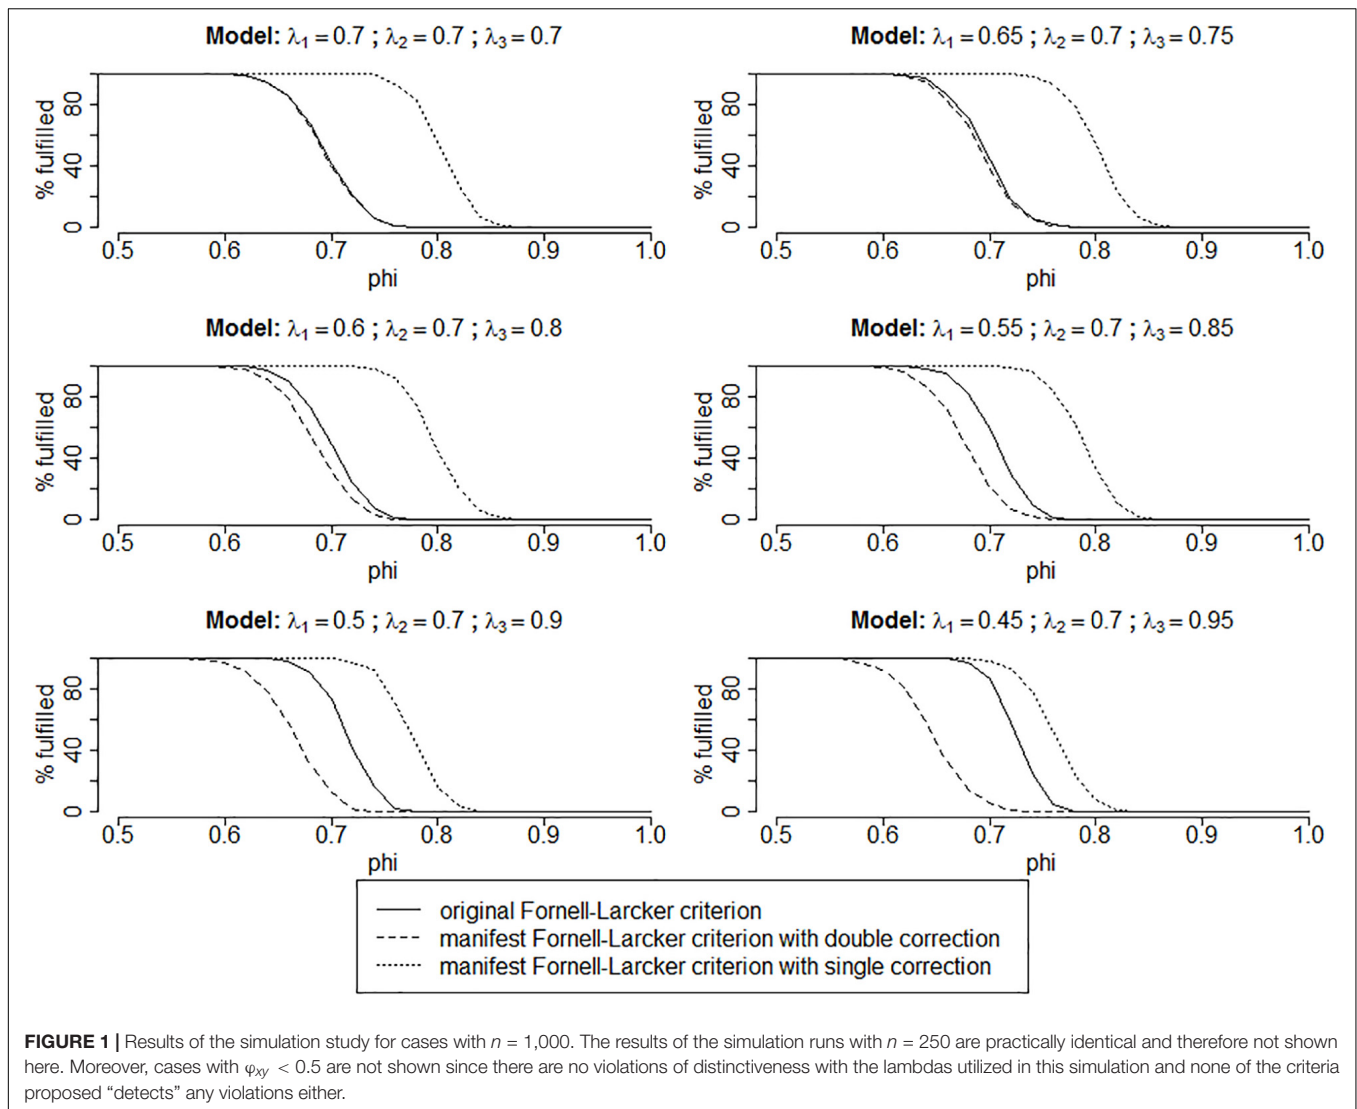 Model: λ1 = 0.7 ; λ2 = 0.7 ; λ3 = 0.7
% fulfilled
0 40 80
0.5 0.6 0.7 0.8 0.9 1.0
phi
Model: λ1 = 0.65 ; λ2 = 0.7 ; λ3 = 0.75
% fulfilled
0 40 80
0.5 0.6 0.7 0.8 0.9 1.0
phi
Model: λ1 = 0.6 ; λ2 = 0.7 ; λ3 = 0.8
% fulfilled
0 40 80
0.5 0.6 0.7 0.8 0.9 1.0
phi
Model: λ1 = 0.55 ; λ2 = 0.7 ; λ3 = 0.85
% fulfilled
0 40 80
0.5 0.6 0.7 0.8 0.9 1.0
phi
Model: λ1 = 0.5 ; λ2 = 0.7 ; λ3 = 0.9
% fulfilled
0 40 80
0.5 0.6 0.7 0.8 0.9 1.0
phi
Model: λ1 = 0.45 ; λ2 = 0.7 ; λ3 = 0.95
% fulfilled
0 40 80
0.5 0.6 0.7 0.8 0.9 1.0
phi
original Fornell-Larcker criterion
manifest Fornell-Larcker criterion with double correction
manifest Fornell-Larcker criterion with single correction
FIGURE 1 | Results of the simulation study for cases with n = 1,000. The results of the simulation runs with n = 250 are practically identical and therefore not shown
here. Moreover, cases with φxy < 0.5 are not shown since there are no violations of distinctiveness with the lambdas utilized in this simulation and none of the criteria
proposed “detects” any violations either.